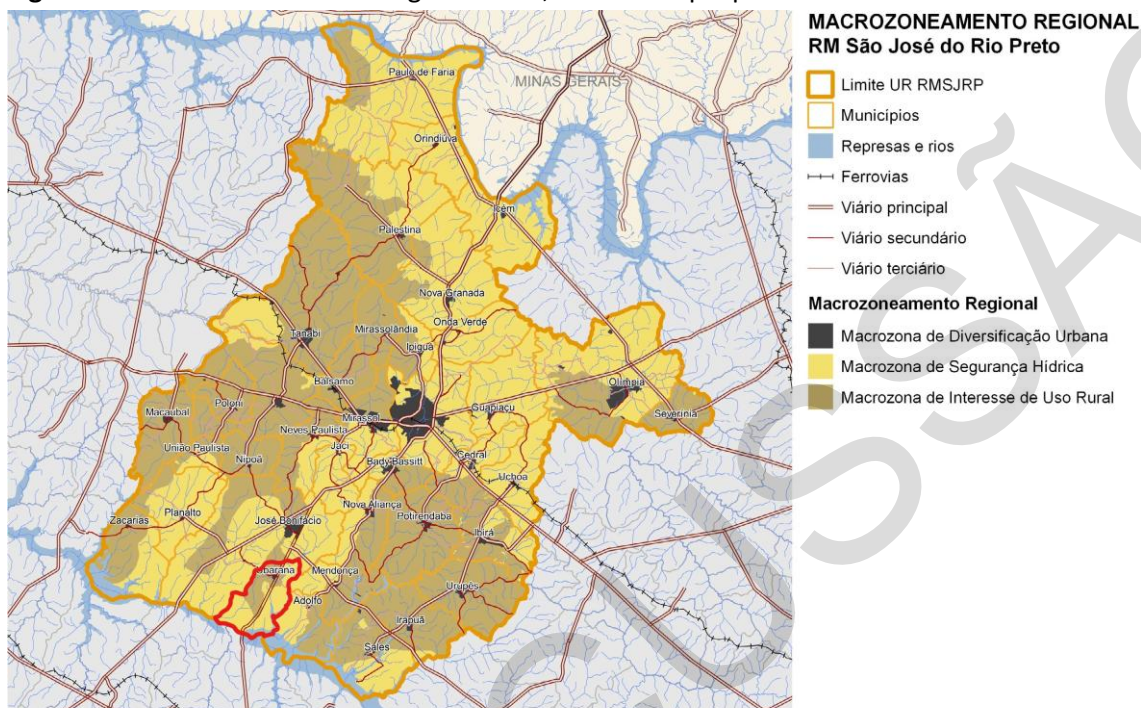 MACROZONEAMENTO REGIONAL
RM São José do Rio Preto
Limite UR RMSJRP
Municípios
Represas e rios
Ferrovias
Viário principal
Viário secundário
Viário terciário
Macrozoneamento Regional
Macrozona de Diversificação Urbana
Macrozona de Segurança Hídrica
Macrozona de Interesse de Uso Rural
MINAS GERAIS
Paulo de Faria
Orindiúva
Icém
Palestina
Nova Granada
Onda Verde
Tanabi
Mirassolândia
Ipiguá
Bálsamo
Olímpia
Severínia
Guapiaçu
Macaubal
Poloni
Mirassol
Neves Paulista
Jaci
União Paulista
Nipoã
Bady Bassitt
Cedral
Uchoa
Zacarias
Planalto
José Bonifácio
Nova Aliança
Potirendaba
Ibirá
Ubarana
Mendonça
Adolfo
Urupês
Irapuã
Sales